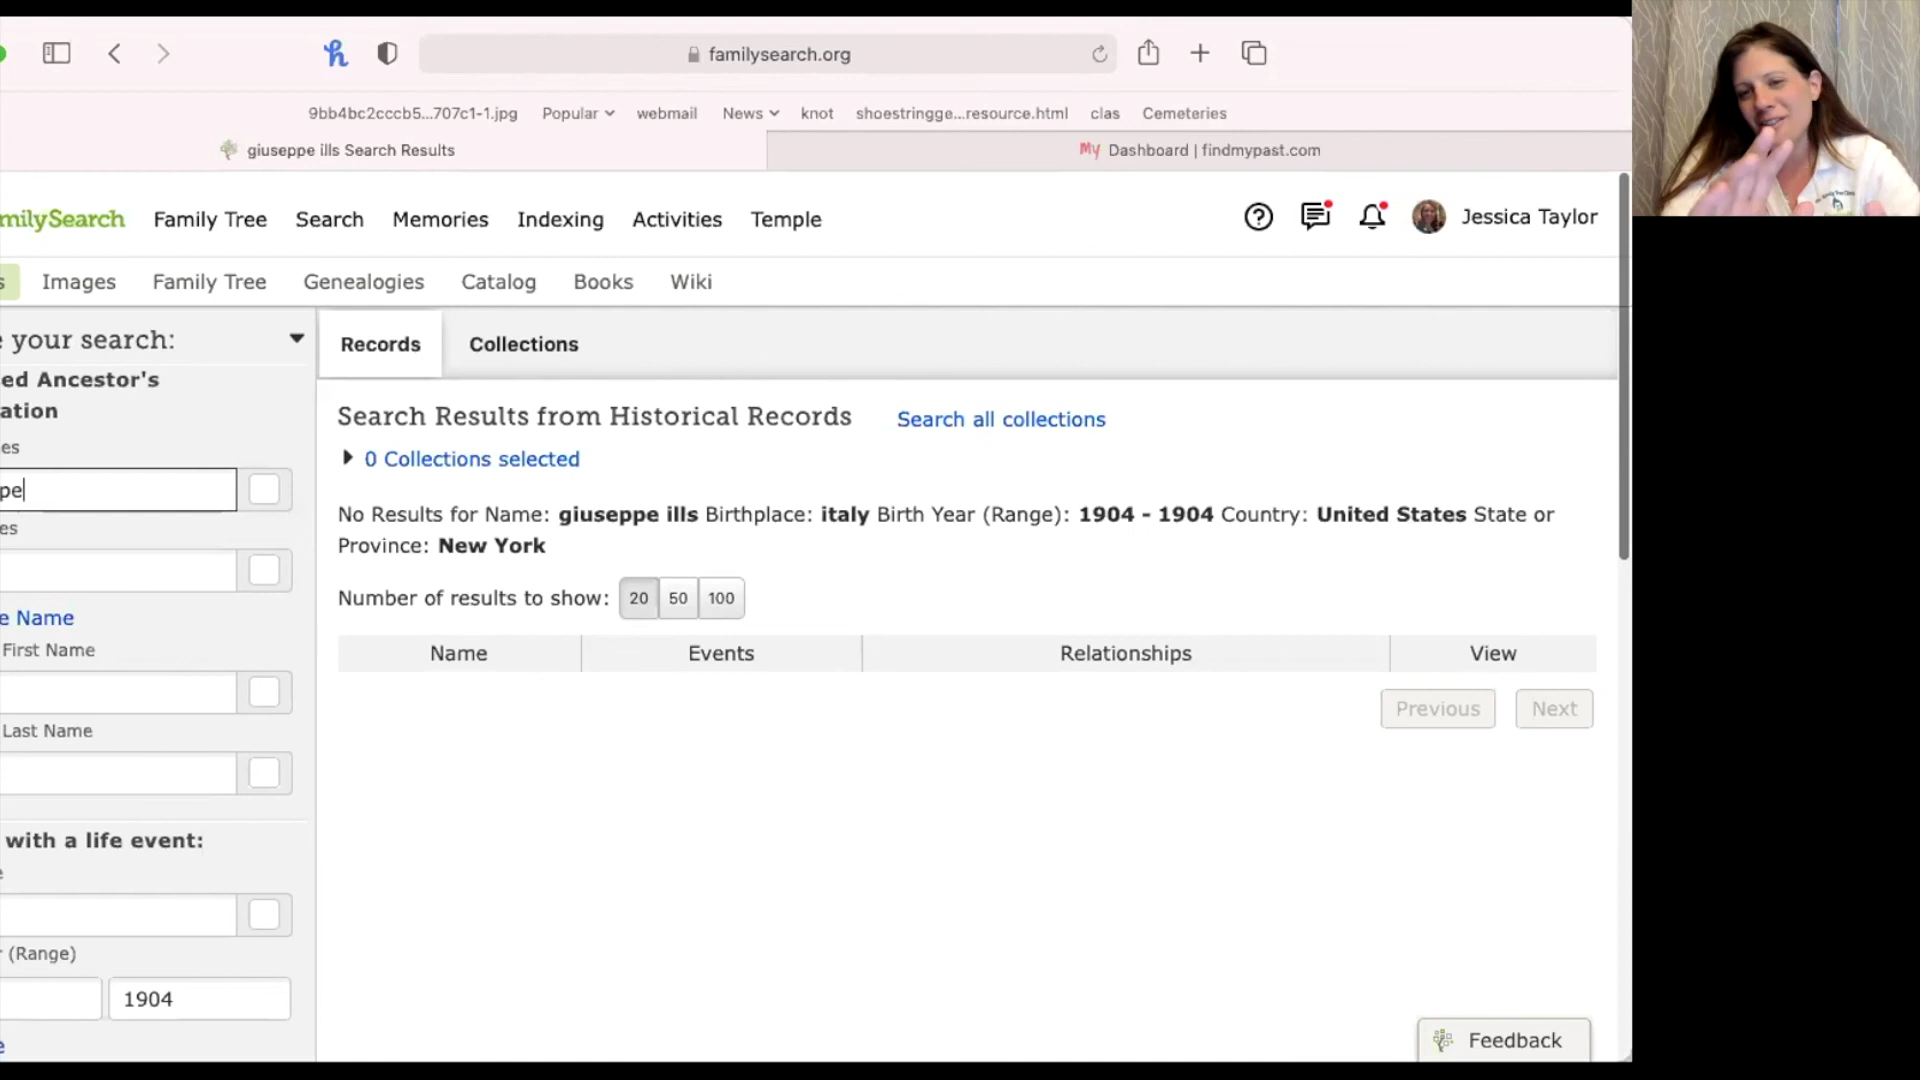 familysearch.org
9bb4bc2cccb5...707c1-1.jpg Popular webmail News knot shoestringge...resource.html clas Cemeteries
giuseppe ills Search Results My Dashboard | findmypast.com
milySearch Family Tree Search Memories Indexing Activities Temple Jessica Taylor
s Images Family Tree Genealogies Catalog Books Wiki
e your search: Records Collections
ed Ancestor's
ation
Search Results from Historical Records Search all collections
es
0 Collections selected
pe
No Results for Name: giuseppe ills Birthplace: italy Birth Year (Range): 1904 - 1904 Country: United States State or
Province: New York
es
Number of results to show: 20 50 100
e Name
First Name
Name Events Relationships View
Last Name
Previous Next
with a life event:
e
r (Range)
1904
e
Feedback